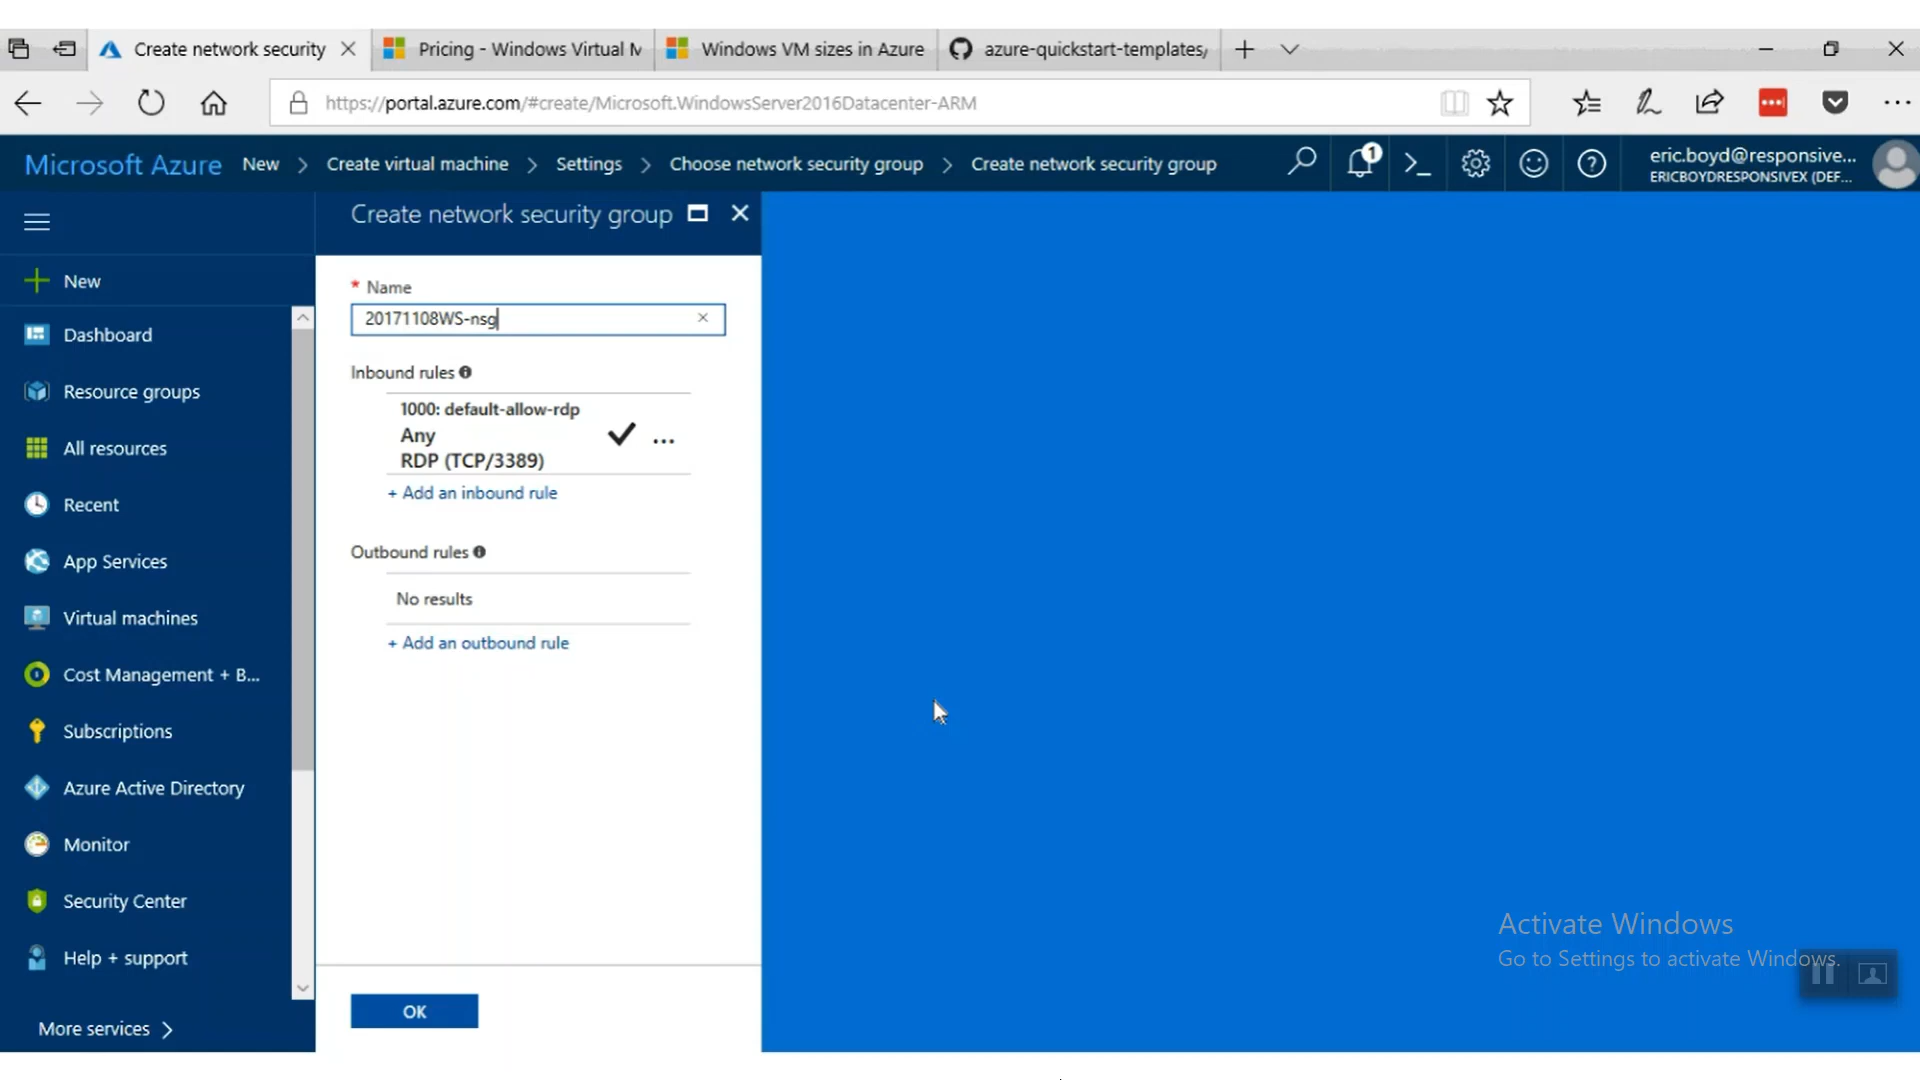 Create network security
Pricing - Windows Virtual M
Windows VM sizes in Azure
azure-quickstart-templates/
https://portal.azure.com/#create/Microsoft.WindowsServer2016Datacenter-ARM
Microsoft Azure
New > Create virtual machine > Settings > Choose network security group > Create network security group
1
eric.boyd@responsive...
ERICBOYDRESPONSIVEX (DEF...
New
Dashboard
Resource groups
All resources
Recent
App Services
Virtual machines
Cost Management + B...
Subscriptions
Azure Active Directory
Monitor
Security Center
Help + support
More services >
Create network security group
* Name
20171108WS-nsg
Inbound rules
1000: default-allow-rdp
Any
RDP (TCP/3389)
...
+ Add an inbound rule
Outbound rules
No results
+ Add an outbound rule
OK
Activate Windows
Go to Settings to activate Windows.